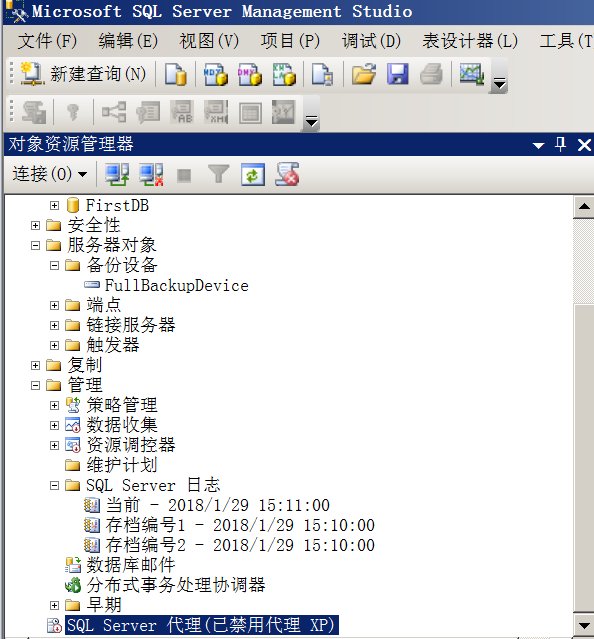 Microsoft SQL Server Management Studio
文件(F) 编辑(E) 视图(V) 项目(P) 调试(D) 表设计器(L) 工具(T
新建查询(N)
对象资源管理器
连接(O)
FirstDB
安全性
服务器对象
备份设备
FullBackupDevice
端点
链接服务器
触发器
复制
管理
策略管理
数据收集
资源调控器
维护计划
SQL Server 日志
当前 - 2018/1/29 15:11:00
存档编号1 - 2018/1/29 15:10:00
存档编号2 - 2018/1/29 15:10:00
数据库邮件
分布式事务处理协调器
早期
SQL Server 代理(已禁用代理 XP)